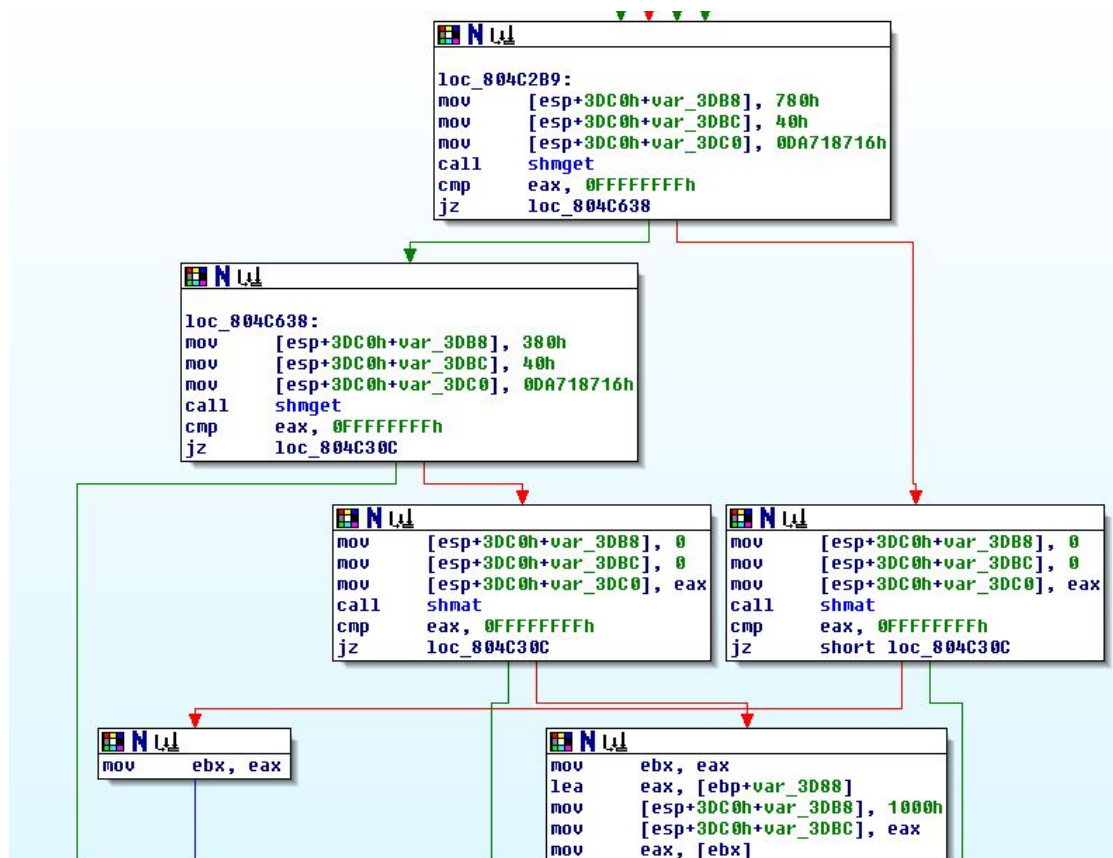 loc_804C2B9:
mov [esp+3DC0h+var_3DB8], 780h
mov [esp+3DC0h+var_3DBC], 40h
mov [esp+3DC0h+var_3DC0], 0DA718716h
call shmget
cmp eax, 0FFFFFFFFh
jz loc_804C638
loc_804C638:
mov [esp+3DC0h+var_3DB8], 380h
mov [esp+3DC0h+var_3DBC], 40h
mov [esp+3DC0h+var_3DC0], 0DA718716h
call shmget
cmp eax, 0FFFFFFFFh
jz loc_804C30C
mov [esp+3DC0h+var_3DB8], 0
mov [esp+3DC0h+var_3DBC], 0
mov [esp+3DC0h+var_3DC0], eax
call shmat
cmp eax, 0FFFFFFFFh
jz loc_804C30C
mov [esp+3DC0h+var_3DB8], 0
mov [esp+3DC0h+var_3DBC], 0
mov [esp+3DC0h+var_3DC0], eax
call shmat
cmp eax, 0FFFFFFFFh
jz short loc_804C30C
mov ebx, eax
mov ebx, eax
lea eax, [ebp+var_3D88]
mov [esp+3DC0h+var_3DB8], 1000h
mov [esp+3DC0h+var_3DBC], eax
mov eax, [ebx]